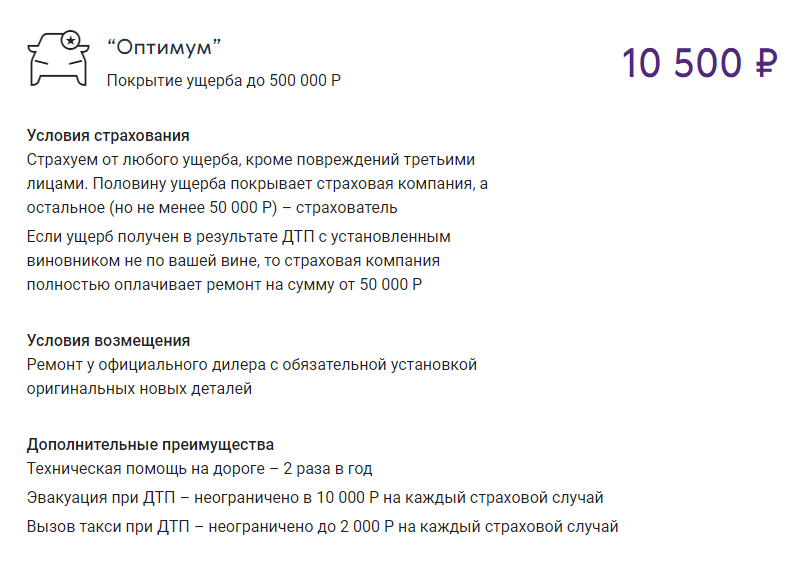 “Оптимум”
10 500 ₽
Покрытие ущерба до 500 000 Р
Условия страхования
Страхуем от любого ущерба, кроме повреждений третьими
лицами. Половину ущерба покрывает страховая компания, а
остальное (но не менее 50 000 Р) – страхователь
Если ущерб получен в результате ДТП с установленным
виновником не по вашей вине, то страховая компания
полностью оплачивает ремонт на сумму от 50 000 Р
Условия возмещения
Ремонт у официального дилера с обязательной установкой
оригинальных новых деталей
Дополнительные преимущества
Техническая помощь на дороге – 2 раза в год
Эвакуация при ДТП – неограничено в 10 000 Р на каждый страховой случай
Вызов такси при ДТП – неограничено до 2 000 Р на каждый страховой случай